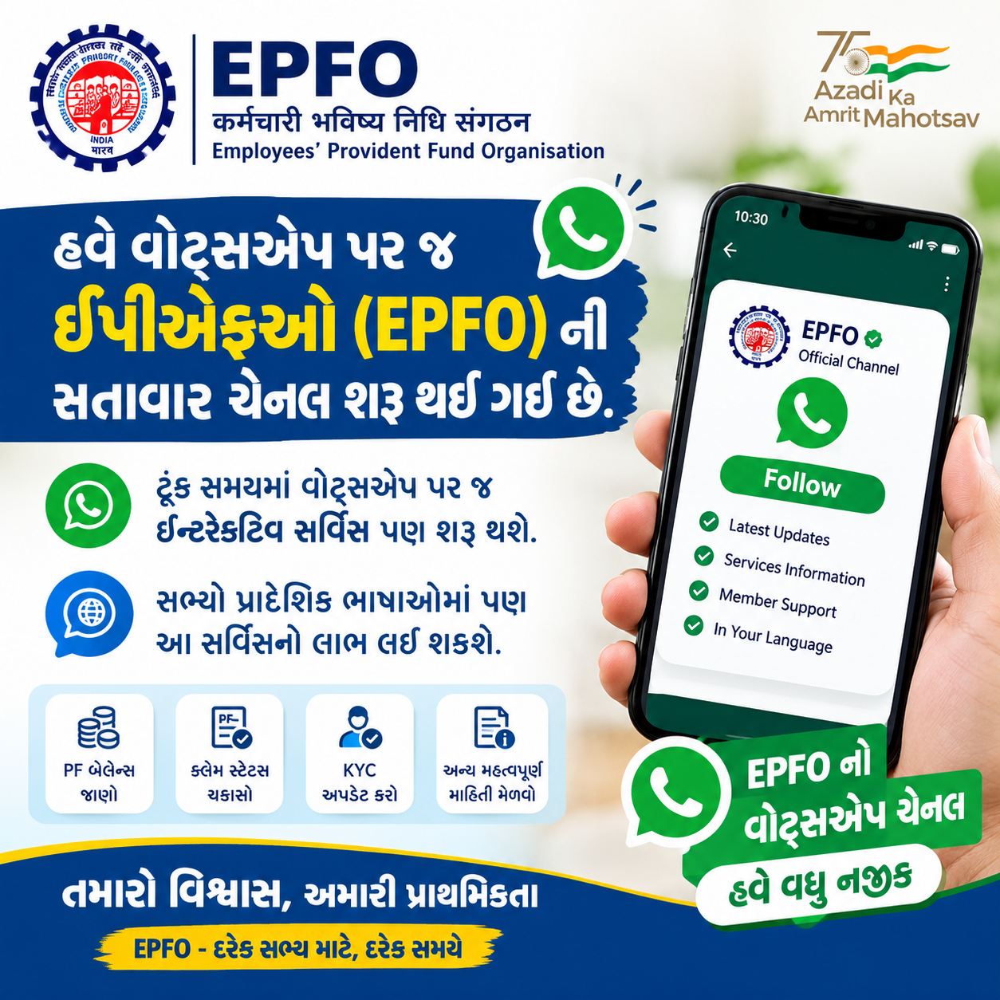 INDIA
भारत
EPFO
कर्मचारी भविष्य निधि संगठन
Employees' Provident Fund Organisation
75
Azadi Ka
Amrit Mahotsav
હવે વોટ્સએપ પર જ
ઈપીએફઓ (EPFO) ની
સતાવાર ચેનલ શરૂ થઈ ગઈ છે.
ટૂંક સમયમાં વોટ્સએપ પર જ
ઈન્ટરેકટિવ સર્વિસ પણ શરૂ થશે.
સભ્યો પ્રાદેશિક ભાષાઓમાં પણ
આ સર્વિસનો લાભ લઈ શકશે.
PF બેલેન્સ
જાણો
PF
ક્લેમ સ્ટેટસ
ચકાસો
KYC
અપડેટ કરો
અન્ય મહત્વપૂર્ણ
માહિતી મેળવો
10:30
EPFO
Official Channel
Follow
Latest Updates
Services Information
Member Support
In Your Language
EPFO નો
વોટ્સએપ ચેનલ
હવે વધુ નજીક
તમારો વિશ્વાસ, અમારી પ્રાથમિકતા
EPFO - દરેક સભ્ય માટે, દરેક સમયે